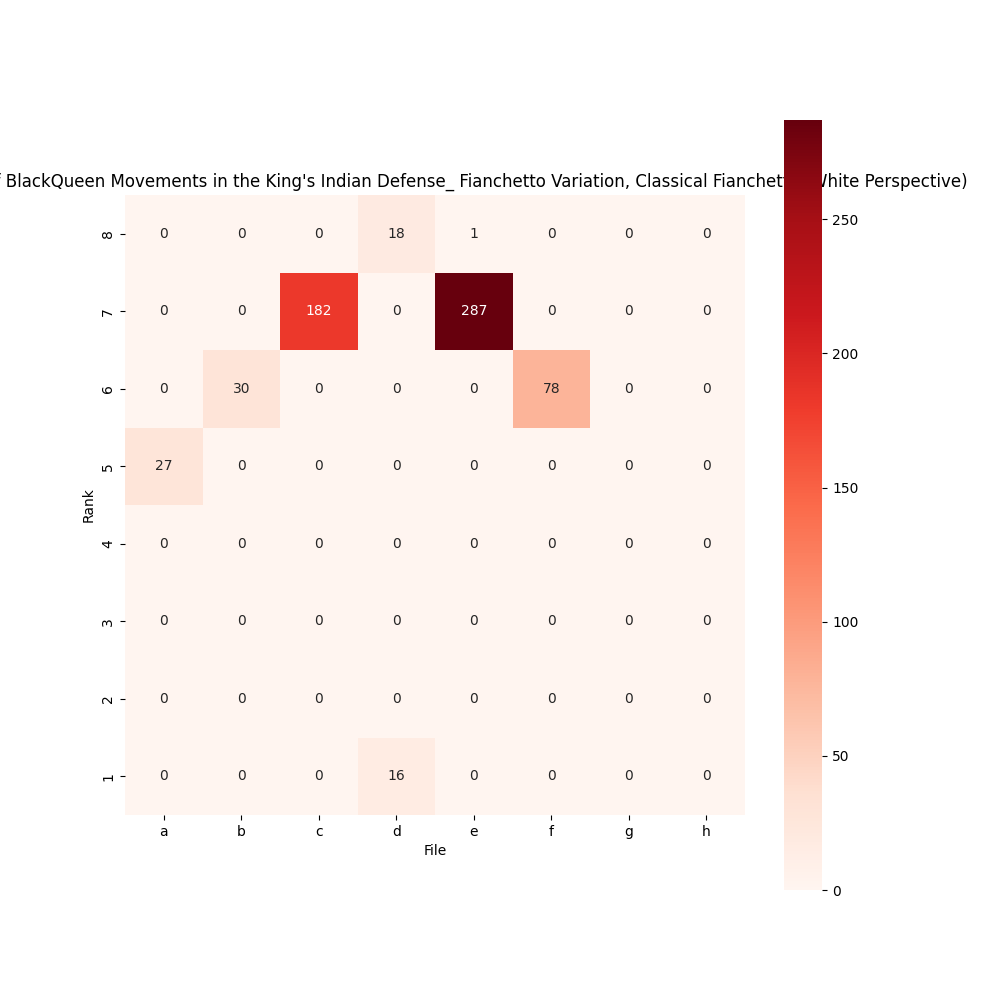 BlackQueen Movements in the King's Indian Defense_ Fianchetto Variation, Classical Perspective)
250
8 0 0 0 18 1 0 0 0
7 0 0 182 0 287 0 0 0
200
6 0 30 0 0 0 78 0 0
5 27 0 0 0 0 0 0 0
150
Rank
4 0 0 0 0 0 0 0 0
3 0 0 0 0 0 0 0 0
100
2 0 0 0 0 0 0 0 0
50
1 0 0 0 16 0 0 0 0
a b c d e f g h
File
0